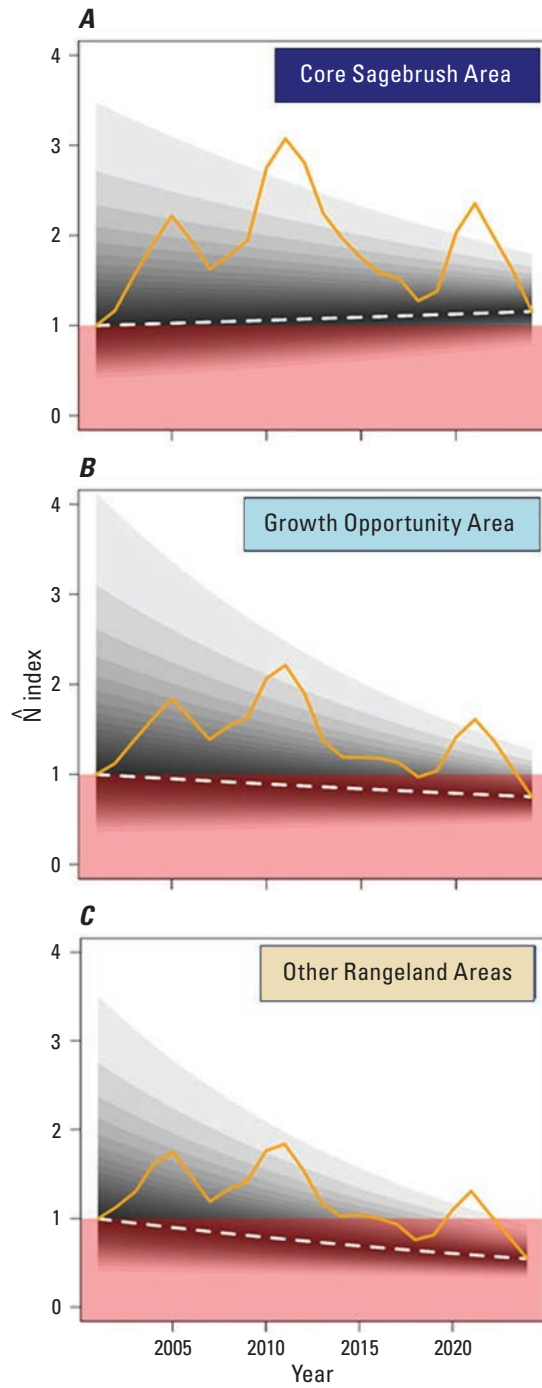 A
Core Sagebrush Area
4
3
2
1
0
B
Growth Opportunity Area
4
3
2
1
0
N̂ index
C
Other Rangeland Areas
4
3
2
1
0
2005 2010 2015 2020
Year